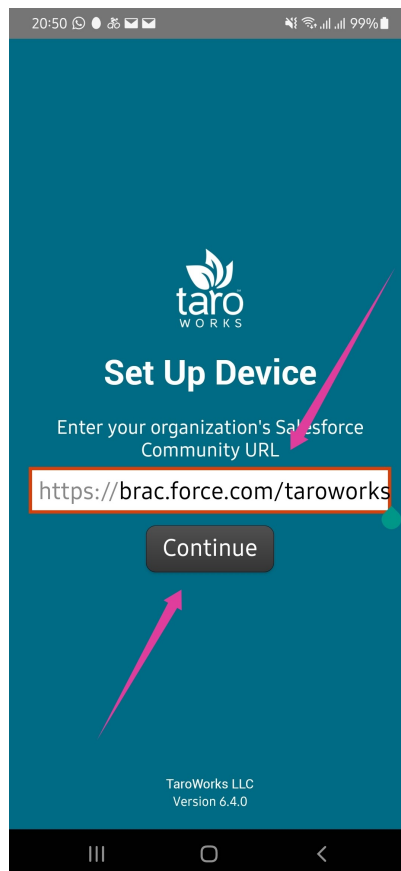 20:50 99%
taro
WORKS
Set Up Device
Enter your organization's Salesforce
Community URL
https://brac.force.com/taroworks
Continue
TaroWorks LLC
Version 6.4.0